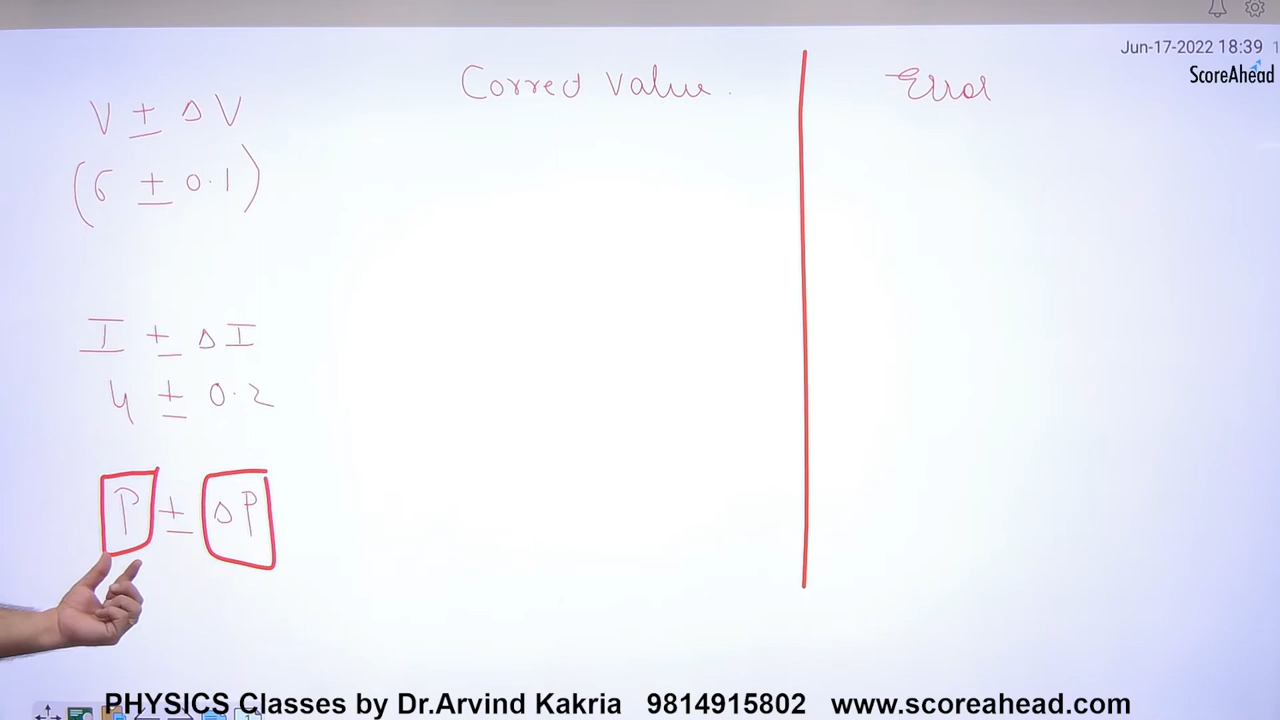 Jun-17-2022 18:39 1
ScoreAhead
Correct value.
Error
V ± ΔV
(6 ± 0.1)
I ± ΔI
4 ± 0.2
P ± ΔP
PHYSICS Classes by Dr.Arvind Kakria 9814915802 www.scoreahead.com